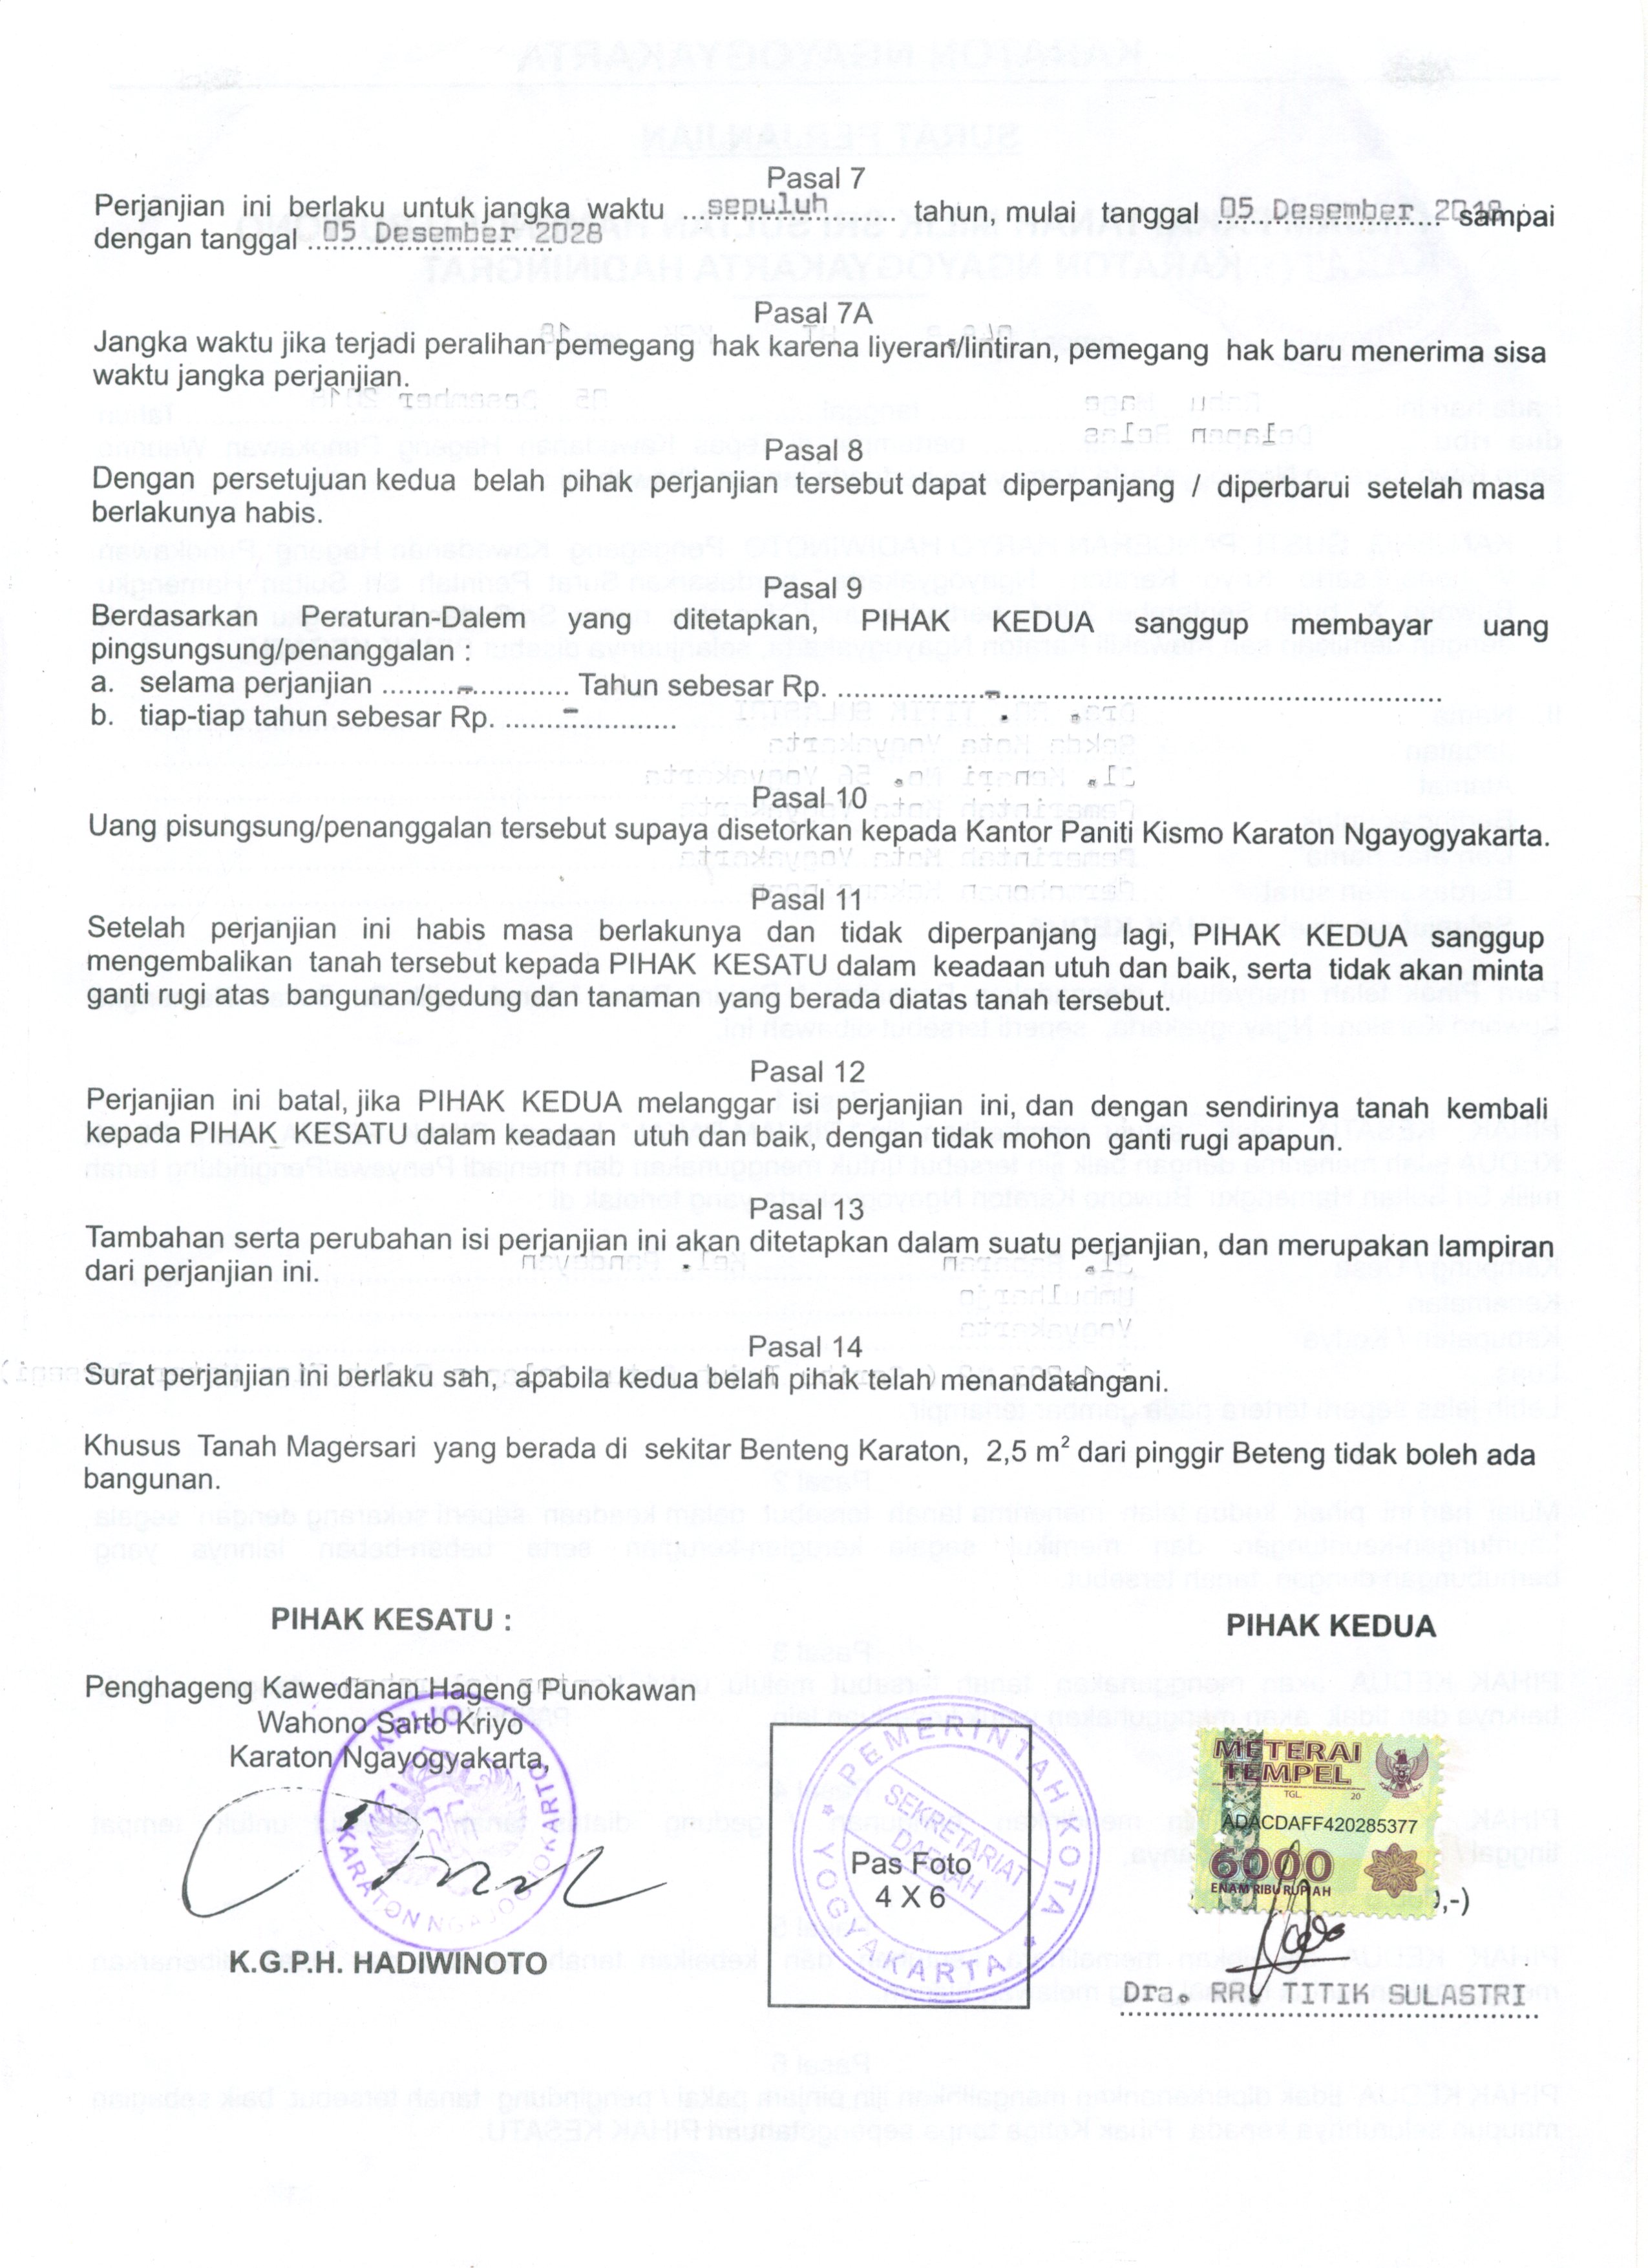 Pasal 7
Perjanjian ini berlaku untuk jangka waktu ...sepuluh......... tahun, mulai tanggal 05 Desember 2018 sampai
dengan tanggal 05 Desember 2028
Pasal 7A
Jangka waktu jika terjadi peralihan pemegang hak karena liyeran/lintiran, pemegang hak baru menerima sisa
waktu jangka perjanjian.
Pasal 8
Dengan persetujuan kedua belah pihak perjanjian tersebut dapat diperpanjang / diperbarui setelah masa
berlakunya habis.
Pasal 9
Berdasarkan Peraturan-Dalem yang ditetapkan, PIHAK KEDUA sanggup membayar uang
pingsungsung/penanggalan :
a. selama perjanjian ..........-............. Tahun sebesar Rp. ...................-.............................................................
b. tiap-tiap tahun sebesar Rp. ........-............
Pasal 10
Uang pisungsung/penanggalan tersebut supaya disetorkan kepada Kantor Paniti Kismo Karaton Ngayogyakarta.
Pasal 11
Setelah perjanjian ini habis masa berlakunya dan tidak diperpanjang lagi, PIHAK KEDUA sanggup
mengembalikan tanah tersebut kepada PIHAK KESATU dalam keadaan utuh dan baik, serta tidak akan minta
ganti rugi atas bangunan/gedung dan tanaman yang berada diatas tanah tersebut.
Pasal 12
Perjanjian ini batal, jika PIHAK KEDUA melanggar isi perjanjian ini, dan dengan sendirinya tanah kembali
kepada PIHAK KESATU dalam keadaan utuh dan baik, dengan tidak mohon ganti rugi apapun.
Pasal 13
Tambahan serta perubahan isi perjanjian ini akan ditetapkan dalam suatu perjanjian, dan merupakan lampiran
dari perjanjian ini.
Pasal 14
Surat perjanjian ini berlaku sah, apabila kedua belah pihak telah menandatangani.
Khusus Tanah Magersari yang berada di sekitar Benteng Karaton, 2,5 m² dari pinggir Beteng tidak boleh ada
bangunan.
PIHAK KESATU :
Penghageng Kawedanan Hageng Punokawan
Wahono Sarto Kriyo
Karaton Ngayogyakarta,
K.G.P.H. HADIWINOTO
PEMERINTAH KOTA
YOGYAKARTA
SEKRETARIAT
DAERAH
Pas Foto
4 X 6
PIHAK KEDUA
METERAI
TEMPEL
TGL. 20
ADACDAFF420285377
6000
ENAM RIBU RUPIAH
,-)
Dra. RR. TITIK SULASTRI